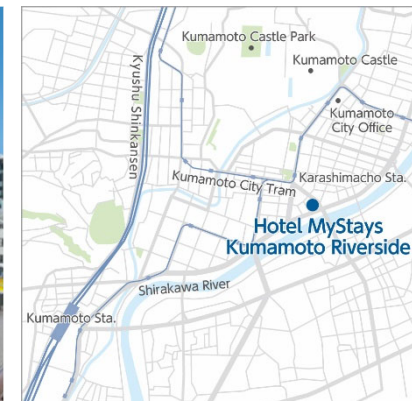 Kumamoto Castle Park
Kumamoto Castle
Kyushu Shinkansen
Kumamoto
City Office
Kumamoto City Tram
Karashimacho Sta.
Hotel MyStays
Kumamoto Riverside
Shirakawa River
Kumamoto Sta.